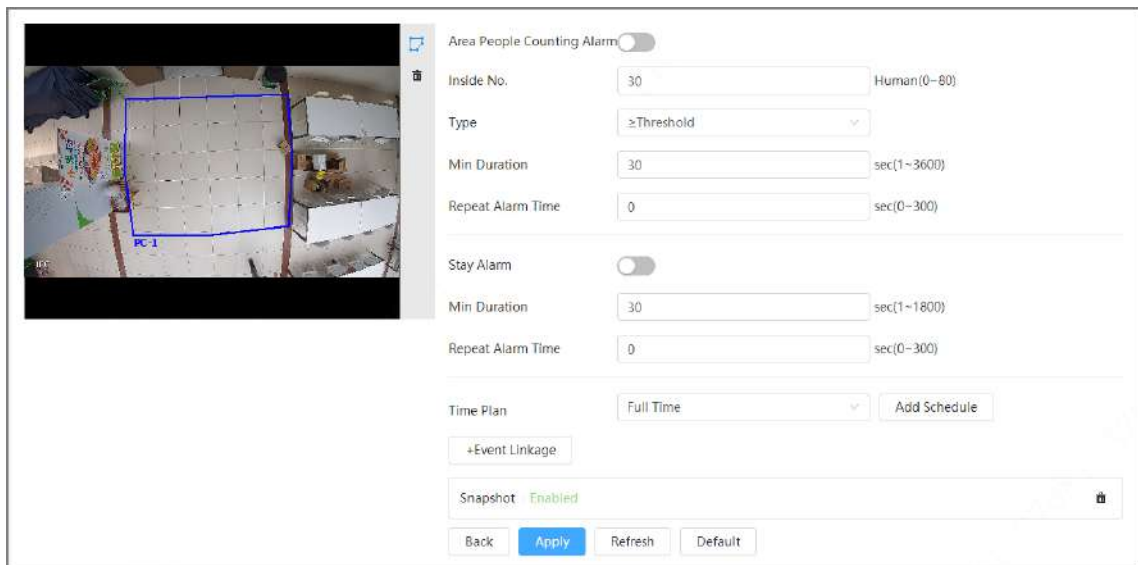 Area People Counting Alarm
Inside No. 30 Human(0~80)
Type ≥Threshold
Min Duration 30 sec(1~3600)
Repeat Alarm Time 0 sec(0~300)
PC-1
IPC
Stay Alarm
Min Duration 30 sec(1~1800)
Repeat Alarm Time 0 sec(0~300)
Time Plan Full Time Add Schedule
+Event Linkage
Snapshot Enabled
Back Apply Refresh Default